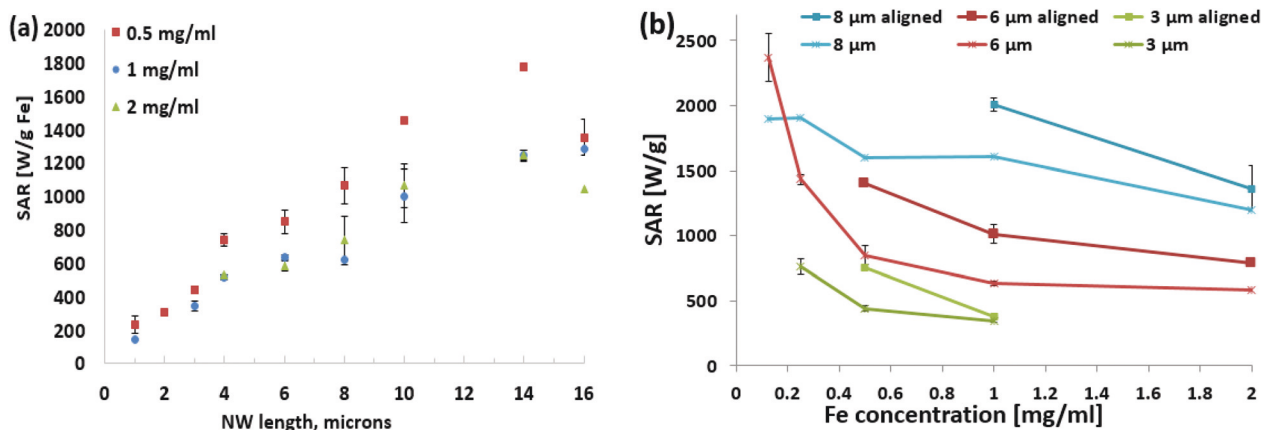 (a)
0.5 mg/ml
1 mg/ml
2 mg/ml
SAR [W/g Fe]
2000
1800
1600
1400
1200
1000
800
600
400
200
0
0 2 4 6 8 10 12 14 16
NW length, microns
(b)
8 µm aligned 6 µm aligned 3 µm aligned
8 µm 6 µm 3 µm
SAR [W/g]
2500
2000
1500
1000
500
0
0 0.2 0.4 0.6 0.8 1 1.2 1.4 1.6 1.8 2
Fe concentration [mg/ml]